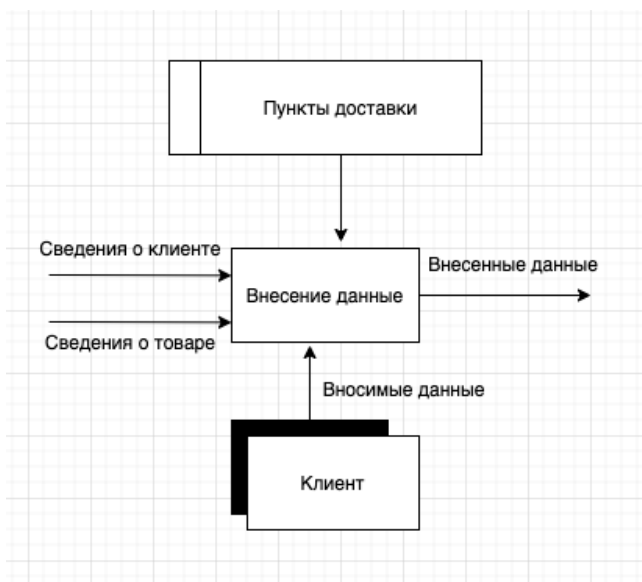 Пункты доставки
Сведения о клиенте
Внесенные данные
Внесение данные
Сведения о товаре
Вносимые данные
Клиент